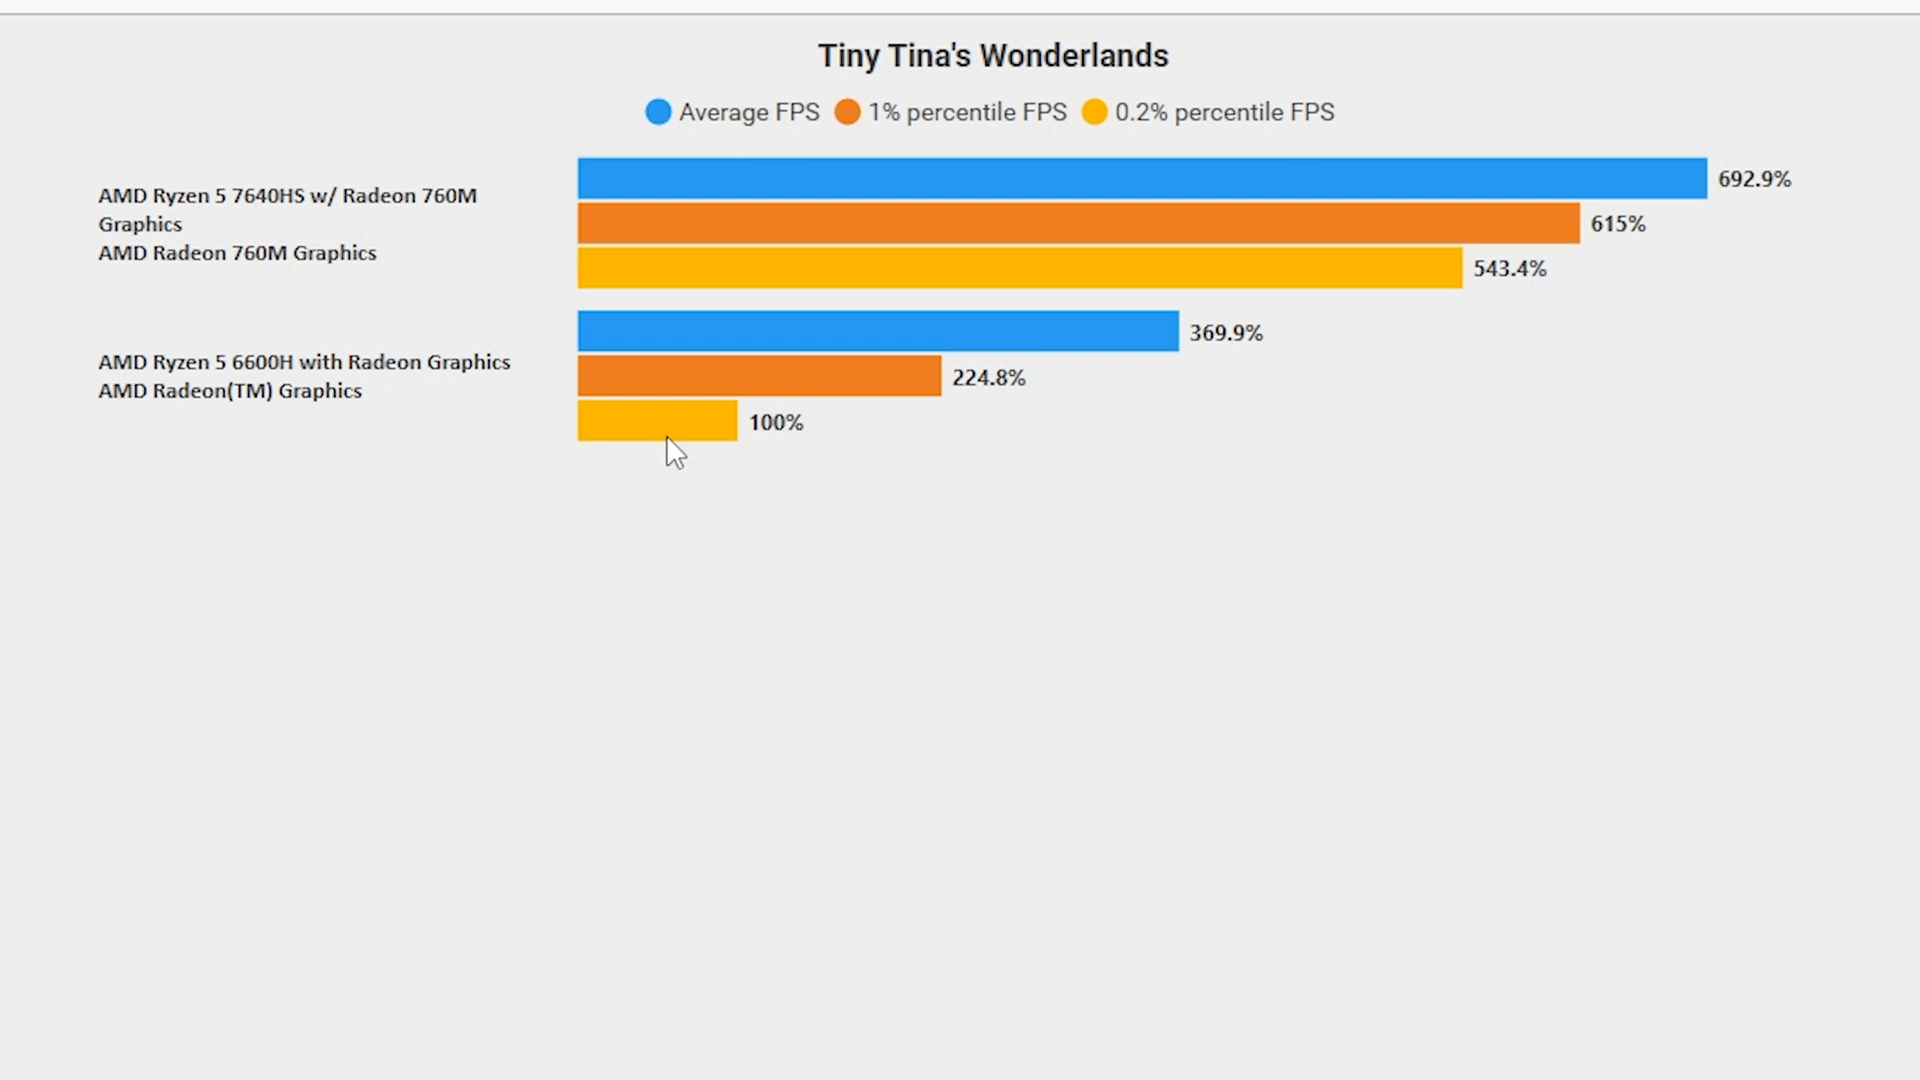 Tiny Tina's Wonderlands
Average FPS 1% percentile FPS 0.2% percentile FPS
AMD Ryzen 5 7640HS w/ Radeon 760M
Graphics
AMD Radeon 760M Graphics
692.9%
615%
543.4%
AMD Ryzen 5 6600H with Radeon Graphics
AMD Radeon(TM) Graphics
369.9%
224.8%
100%